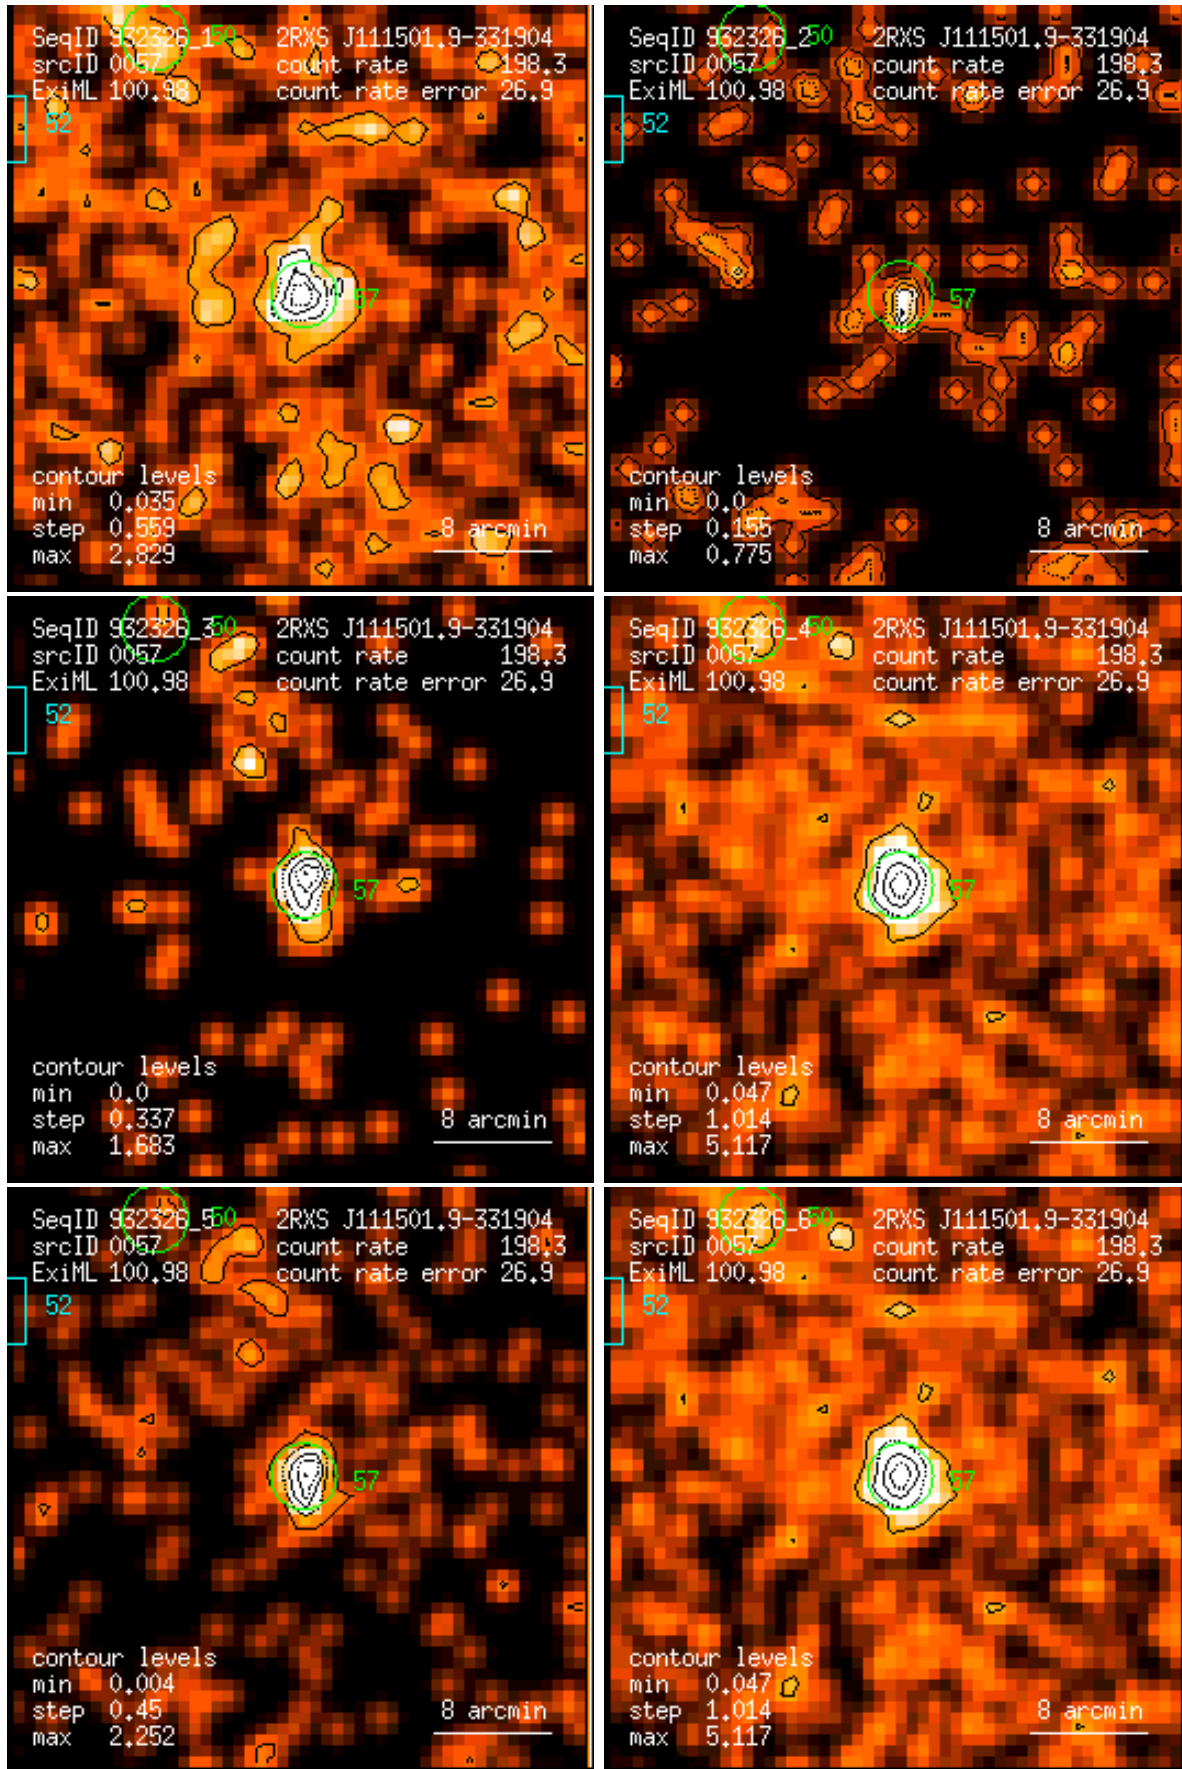 SeqID 932326_1 50 2RXS J111501.9-331904
srcID 0057 count rate 198.3
ExiML 100.98 count rate error 26.9
52
57
contour levels
min 0.035
step 0.559 8 arcmin
max 2.829
SeqID 932326_2 50 2RXS J111501.9-331904
srcID 0057 count rate 198.3
ExiML 100.98 count rate error 26.9
52
57
contour levels
min 0.0
step 0.155 8 arcmin
max 0.775
SeqID 932326_3 50 2RXS J111501.9-331904
srcID 0057 count rate 198.3
ExiML 100.98 count rate error 26.9
52
57
contour levels
min 0.0
step 0.337 8 arcmin
max 1.683
SeqID 932326_4 50 2RXS J111501.9-331904
srcID 0057 count rate 198.3
ExiML 100.98 count rate error 26.9
52
57
contour levels
min 0.047
step 1.014 8 arcmin
max 5.117
SeqID 932326_5 50 2RXS J111501.9-331904
srcID 0057 count rate 198.3
ExiML 100.98 count rate error 26.9
52
57
contour levels
min 0.004
step 0.45 8 arcmin
max 2.252
SeqID 932326_6 50 2RXS J111501.9-331904
srcID 0057 count rate 198.3
ExiML 100.98 count rate error 26.9
52
57
contour levels
min 0.047
step 1.014 8 arcmin
max 5.117